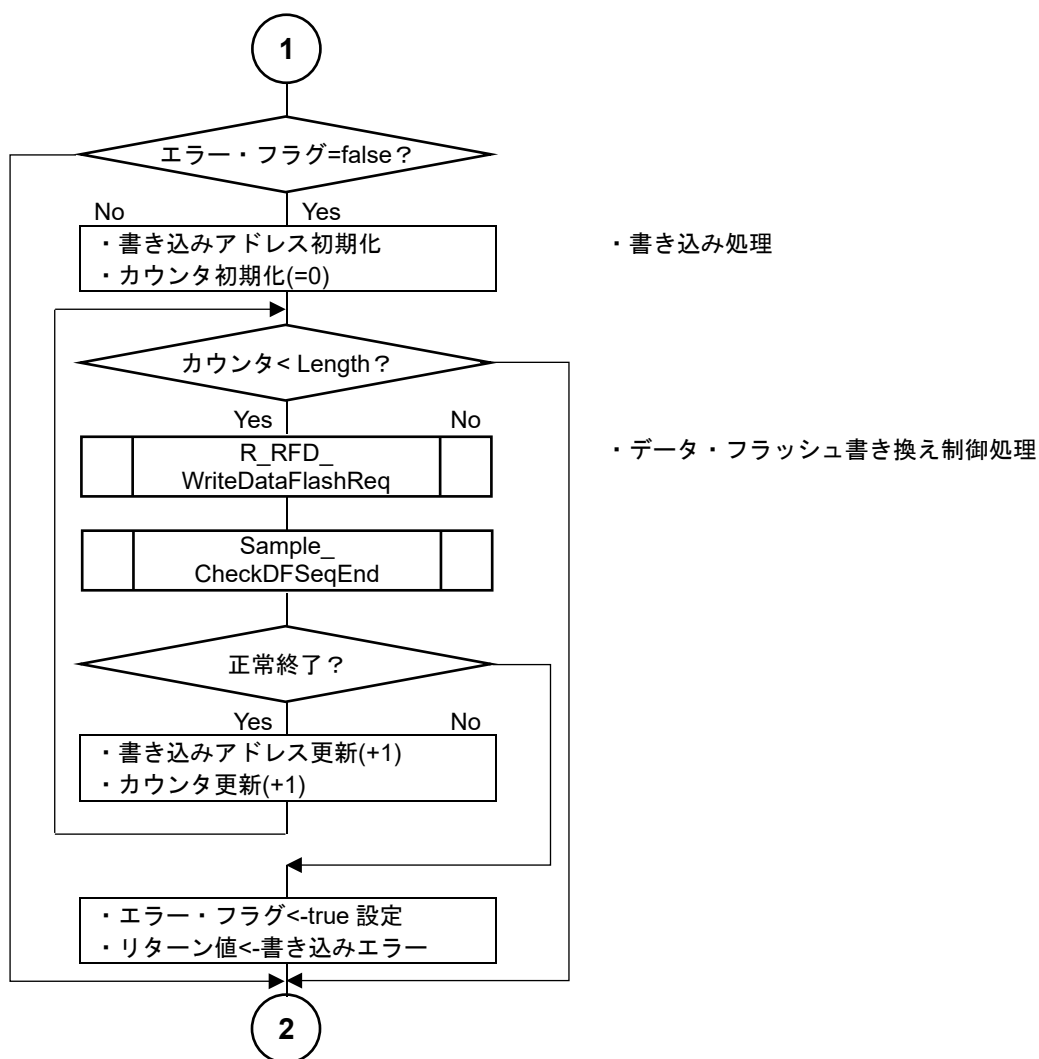 1
エラー・フラグ=false？
No
Yes
・書き込みアドレス初期化
・カウンタ初期化(=0)
・書き込み処理
カウンタ< Length？
Yes
No
R_RFD_
WriteDataFlashReq
・データ・フラッシュ書き換え制御処理
Sample_
CheckDFSeqEnd
正常終了？
Yes
No
・書き込みアドレス更新(+1)
・カウンタ更新(+1)
・エラー・フラグ<-true 設定
・リターン値<-書き込みエラー
2